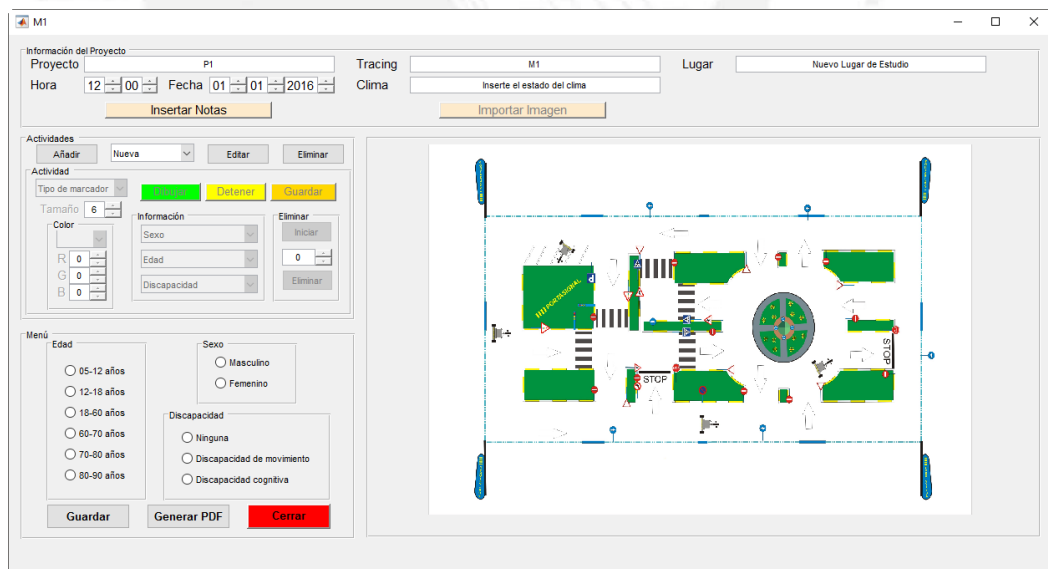 M1
Información del Proyecto
Proyecto P1 Tracing M1 Lugar Nuevo Lugar de Estudio
Hora 12 00 Fecha 01 01 2016 Clima Inserte el estado del clima
Insertar Notas Importar Imagen
Actividades
Añadir Nueva Editar Eliminar
Actividad
Tipo de marcador Dibujar Detener Guardar
Tamaño 6
Color Información Eliminar
Sexo Iniciar
R 0 Edad 0
G 0
B 0 Discapacidad Eliminar
Menú
Edad Sexo
05-12 años Masculino
12-18 años Femenino
18-60 años
Discapacidad
60-70 años Ninguna
70-80 años Discapacidad de movimiento
80-90 años Discapacidad cognitiva
Guardar Generar PDF Cerrar
P
PORTASIGNAL
STOP
STOP